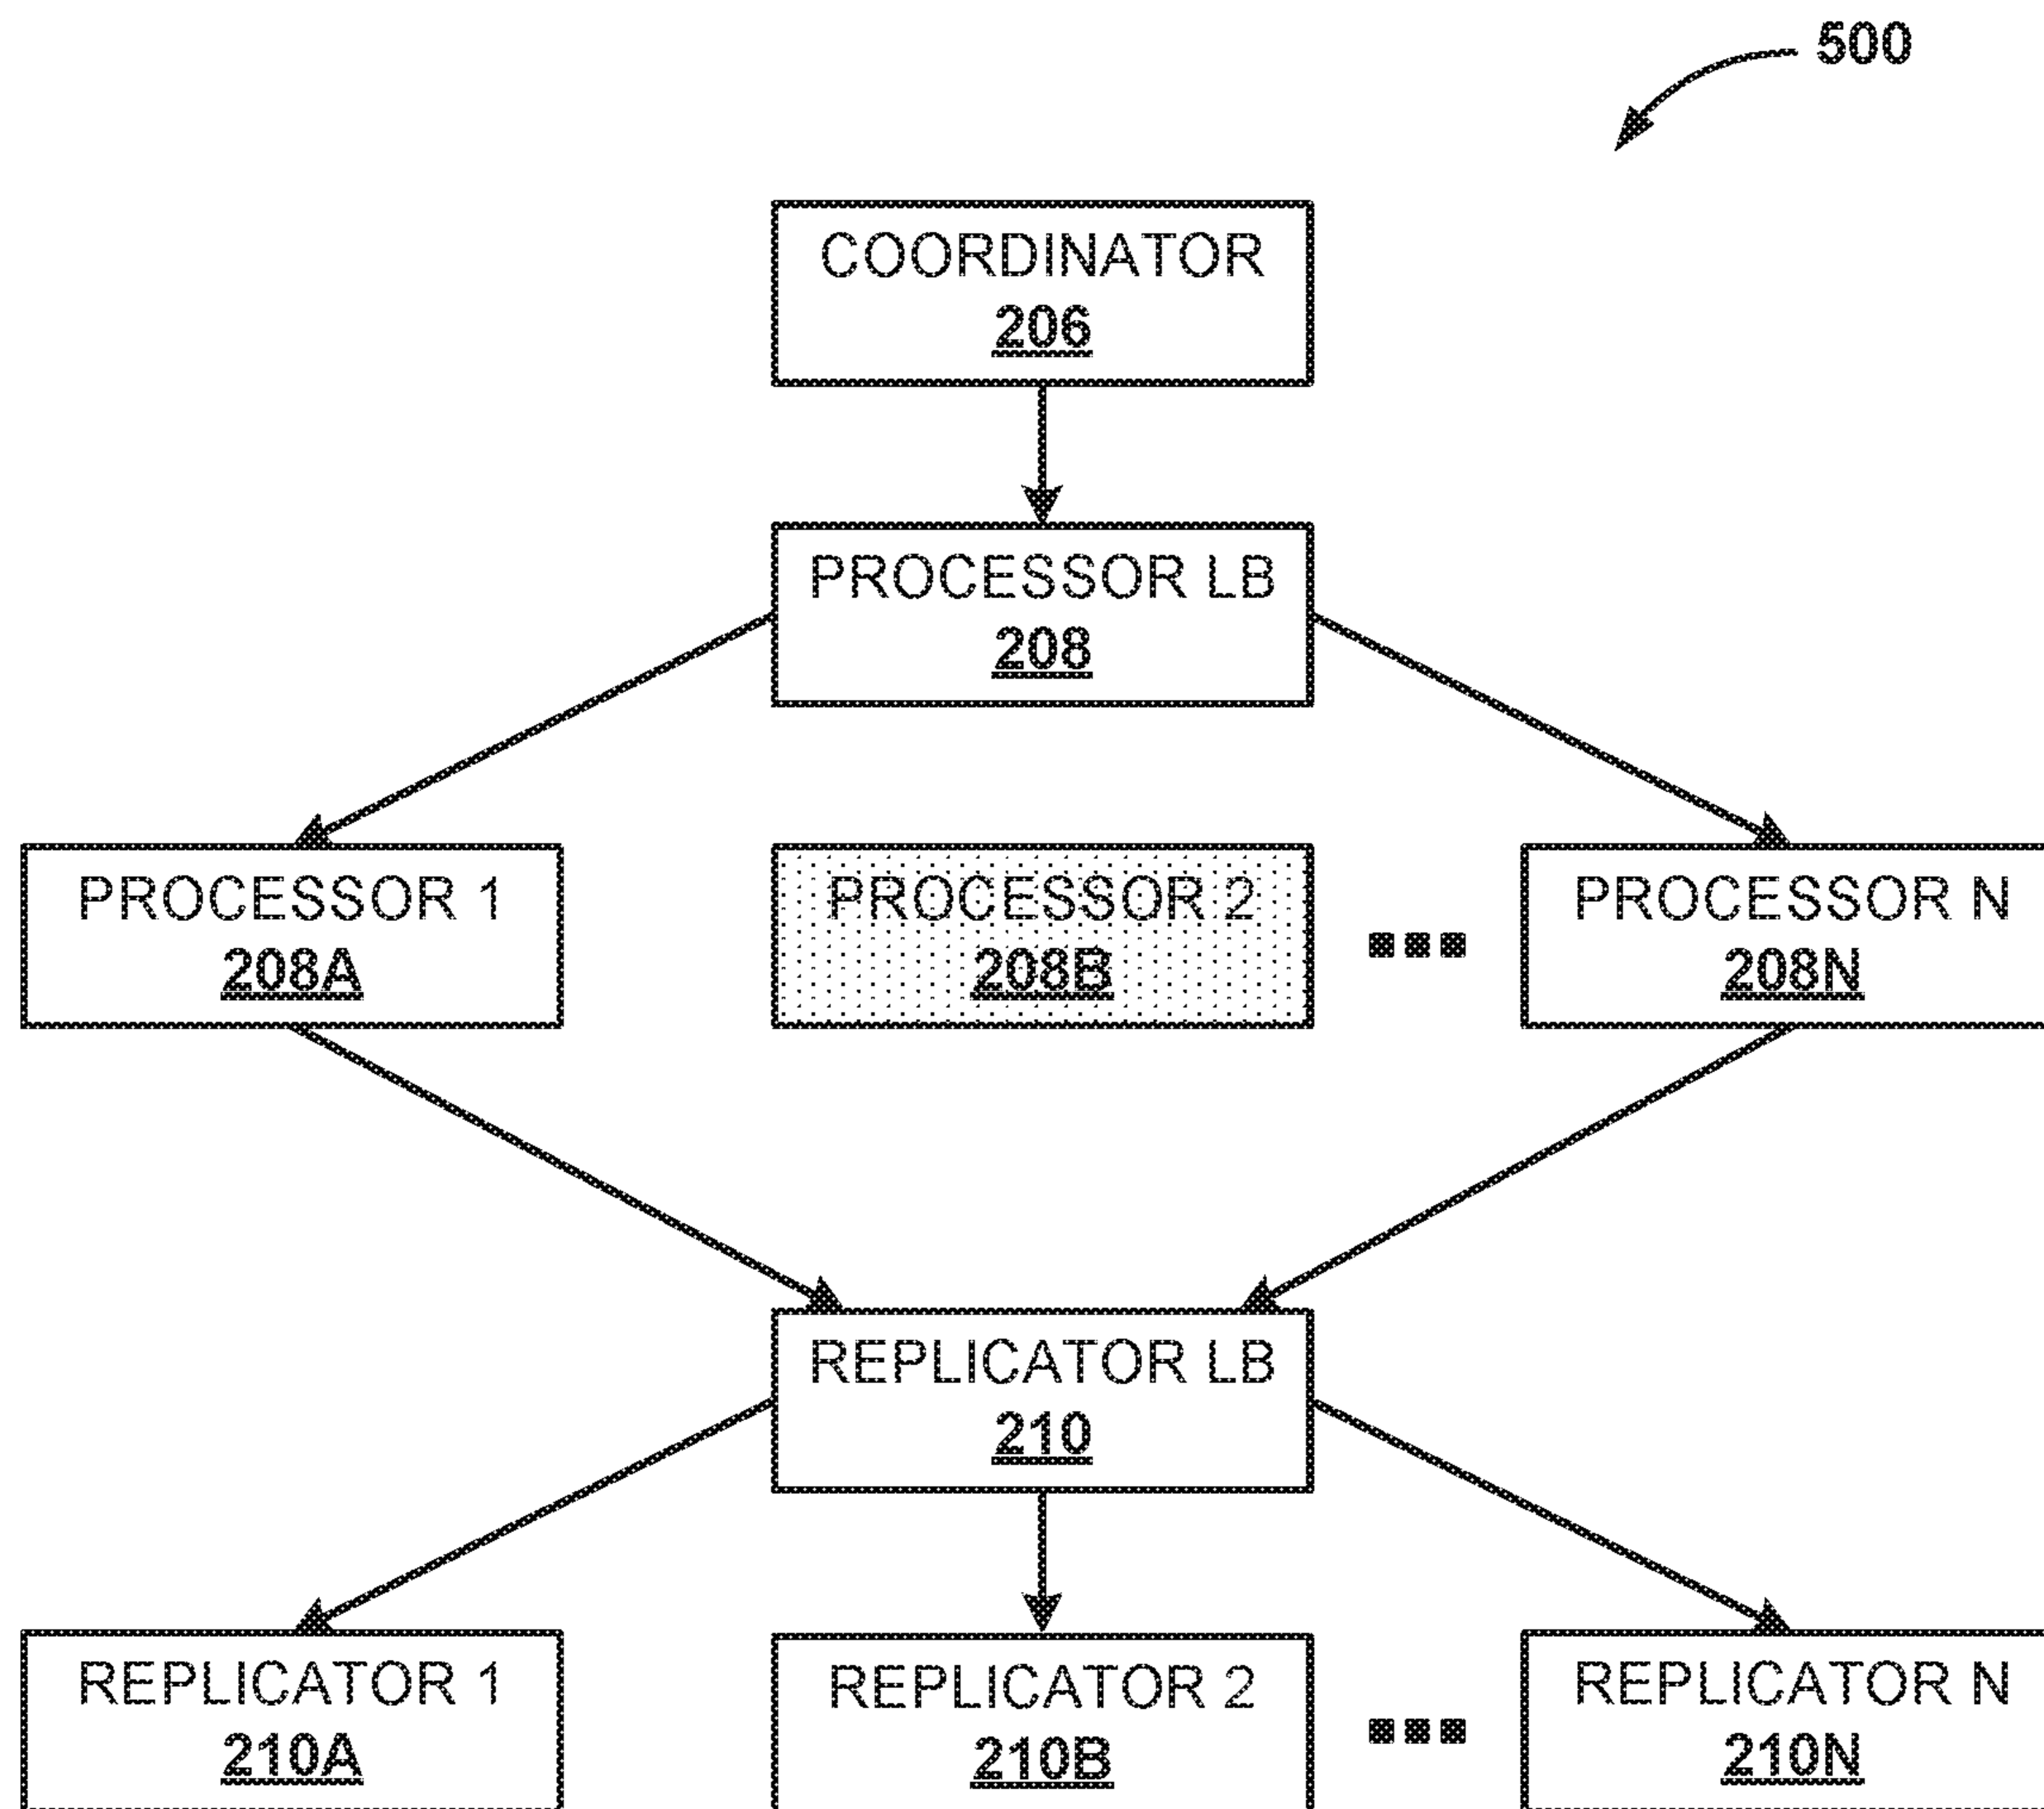 500
COORDINATOR
206
PROCESSOR LB
208
PROCESSOR 1
208A
PROCESSOR 2
208B
PROCESSOR N
208N
REPLICATOR LB
210
REPLICATOR 1
210A
REPLICATOR 2
210B
REPLICATOR N
210N